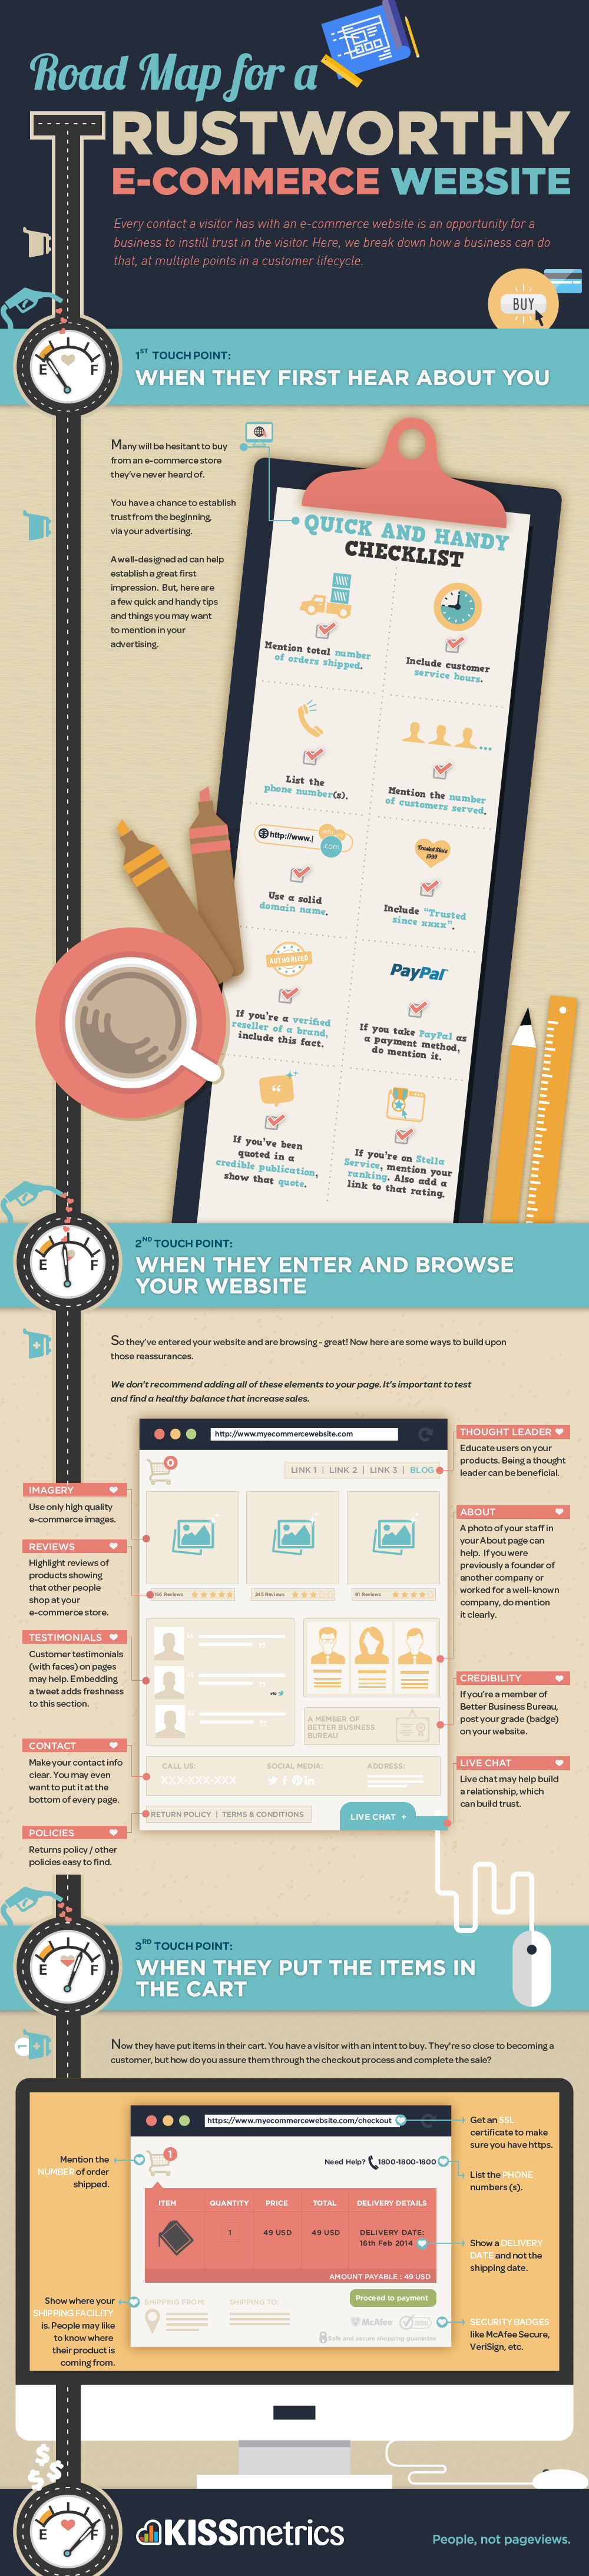 Road Map for a
TRUSTWORTHY
E-COMMERCE WEBSITE
Every contact a visitor has with an e-commerce website is an opportunity for a
business to instill trust in the visitor. Here, we break down how a business can do
that, at multiple points in a customer lifecycle.
BUY
E F
1ST TOUCH POINT:
WHEN THEY FIRST HEAR ABOUT YOU
Many will be hesitant to buy
from an e-commerce store
they've never heard of.
You have a chance to establish
trust from the beginning,
via your advertising.
A well-designed ad can help
establish a great first
impression. But, here are
a few quick and handy tips
and things you may want
to mention in your
advertising.
QUICK AND HANDY
CHECKLIST
Mention total number
of orders shipped.
Include customer
service hours.
List the
phone number(s).
Mention the number
of customers served.
http://www.|
.com
Use a solid
domain name.
Trusted Since
1999
Include "Trusted
since xxxx".
AUTHORIZED
If you're a verified
reseller of a brand,
include this fact.
PayPal
If you take PayPal as
a payment method,
do mention it.
If you've been
quoted in a
credible publication,
show that quote.
If you're on Stella
Service, mention your
ranking. Also add a
link to that rating.
E F
2ND TOUCH POINT:
WHEN THEY ENTER AND BROWSE
YOUR WEBSITE
So they've entered your website and are browsing - great! Now here are some ways to build upon
those reassurances.
We don't recommend adding all of these elements to your page. It's important to test
and find a healthy balance that increase sales.
http://www.myecommercewebsite.com
0
LINK 1 | LINK 2 | LINK 3 | BLOG
156 Reviews
345 Reviews
91 Reviews
via
A MEMBER OF
BETTER BUSINESS
BUREAU
CALL US:
XXX-XXX-XXX
SOCIAL MEDIA:
ADDRESS:
RETURN POLICY | TERMS & CONDITIONS
LIVE CHAT +
IMAGERY
Use only high quality
e-commerce images.
REVIEWS
Highlight reviews of
products showing
that other people
shop at your
e-commerce store.
TESTIMONIALS
Customer testimonials
(with faces) on pages
may help. Embedding
a tweet adds freshness
to this section.
CONTACT
Make your contact info
clear. You may even
want to put it at the
bottom of every page.
POLICIES
Returns policy / other
policies easy to find.
THOUGHT LEADER
Educate users on your
products. Being a thought
leader can be beneficial.
ABOUT
A photo of your staff in
your About page can
help. If you were
previously a founder of
another company or
worked for a well-known
company, do mention
it clearly.
CREDIBILITY
If you're a member of
Better Business Bureau,
post your grade (badge)
on your website.
LIVE CHAT
Live chat may help build
a relationship, which
can build trust.
E F
3RD TOUCH POINT:
WHEN THEY PUT THE ITEMS IN
THE CART
Now they have put items in their cart. You have a visitor with an intent to buy. They're so close to becoming a
customer, but how do you assure them through the checkout process and complete the sale?
https://www.myecommercewebsite.com/checkout
1
Need Help? 1800-1800-1800
ITEM QUANTITY PRICE TOTAL DELIVERY DETAILS
1 49 USD 49 USD DELIVERY DATE:
16th Feb 2014
AMOUNT PAYABLE : 49 USD
SHIPPING FROM:
SHIPPING TO:
Proceed to payment
McAfee
Safe and secure shopping guarantee
Mention the
NUMBER of order
shipped.
Show where your
SHIPPING FACILITY
is. People may like
to know where
their product is
coming from.
Get an SSL
certificate to make
sure you have https.
List the PHONE
numbers (s).
Show a DELIVERY
DATE and not the
shipping date.
SECURITY BADGES
like McAfee Secure,
VeriSign, etc.
$
$ $
E F
KISSmetrics
People, not pageviews.